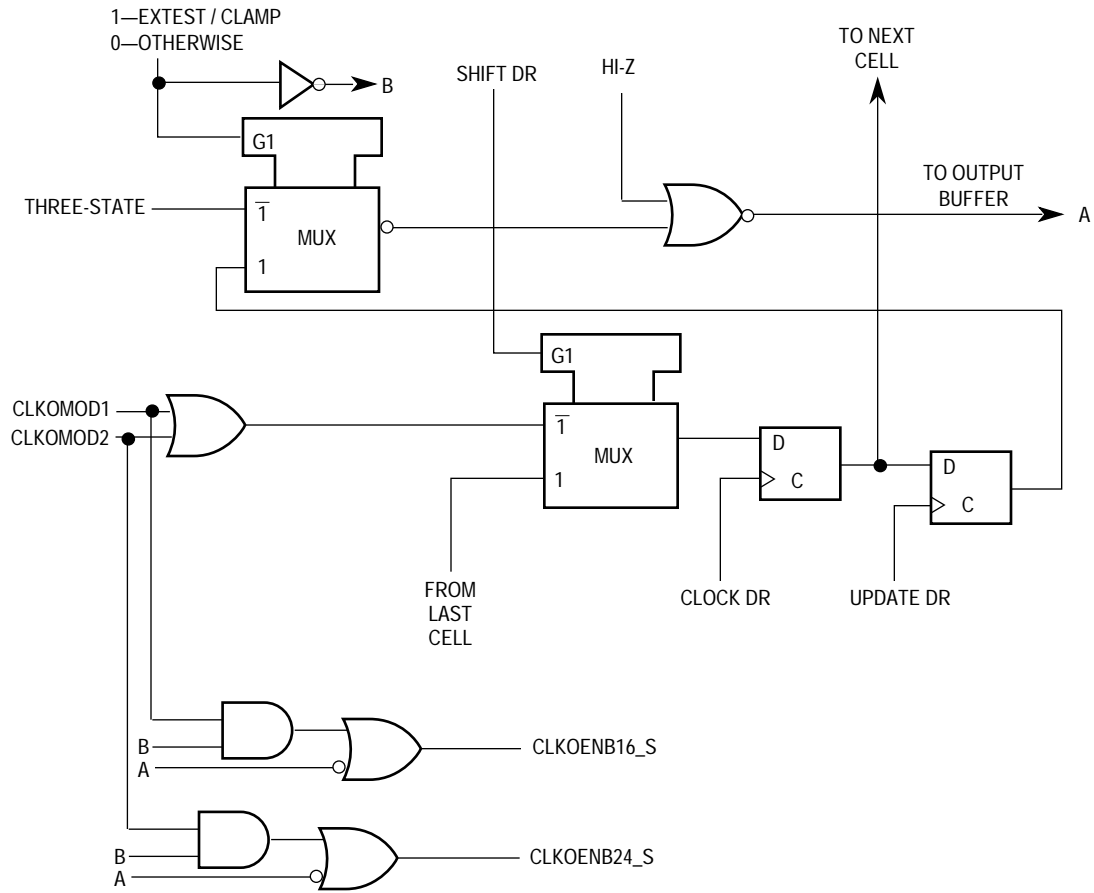 1—EXTEST / CLAMP
0—OTHERWISE
TO NEXT
CELL
SHIFT DR
HI-Z
B
G1
TO OUTPUT
BUFFER
THREE-STATE
1
MUX
1
A
G1
CLKOMOD1
CLKOMOD2
1
MUX
1
D
C
D
C
FROM
LAST
CELL
CLOCK DR
UPDATE DR
B
A
CLKOENB16_S
B
A
CLKOENB24_S